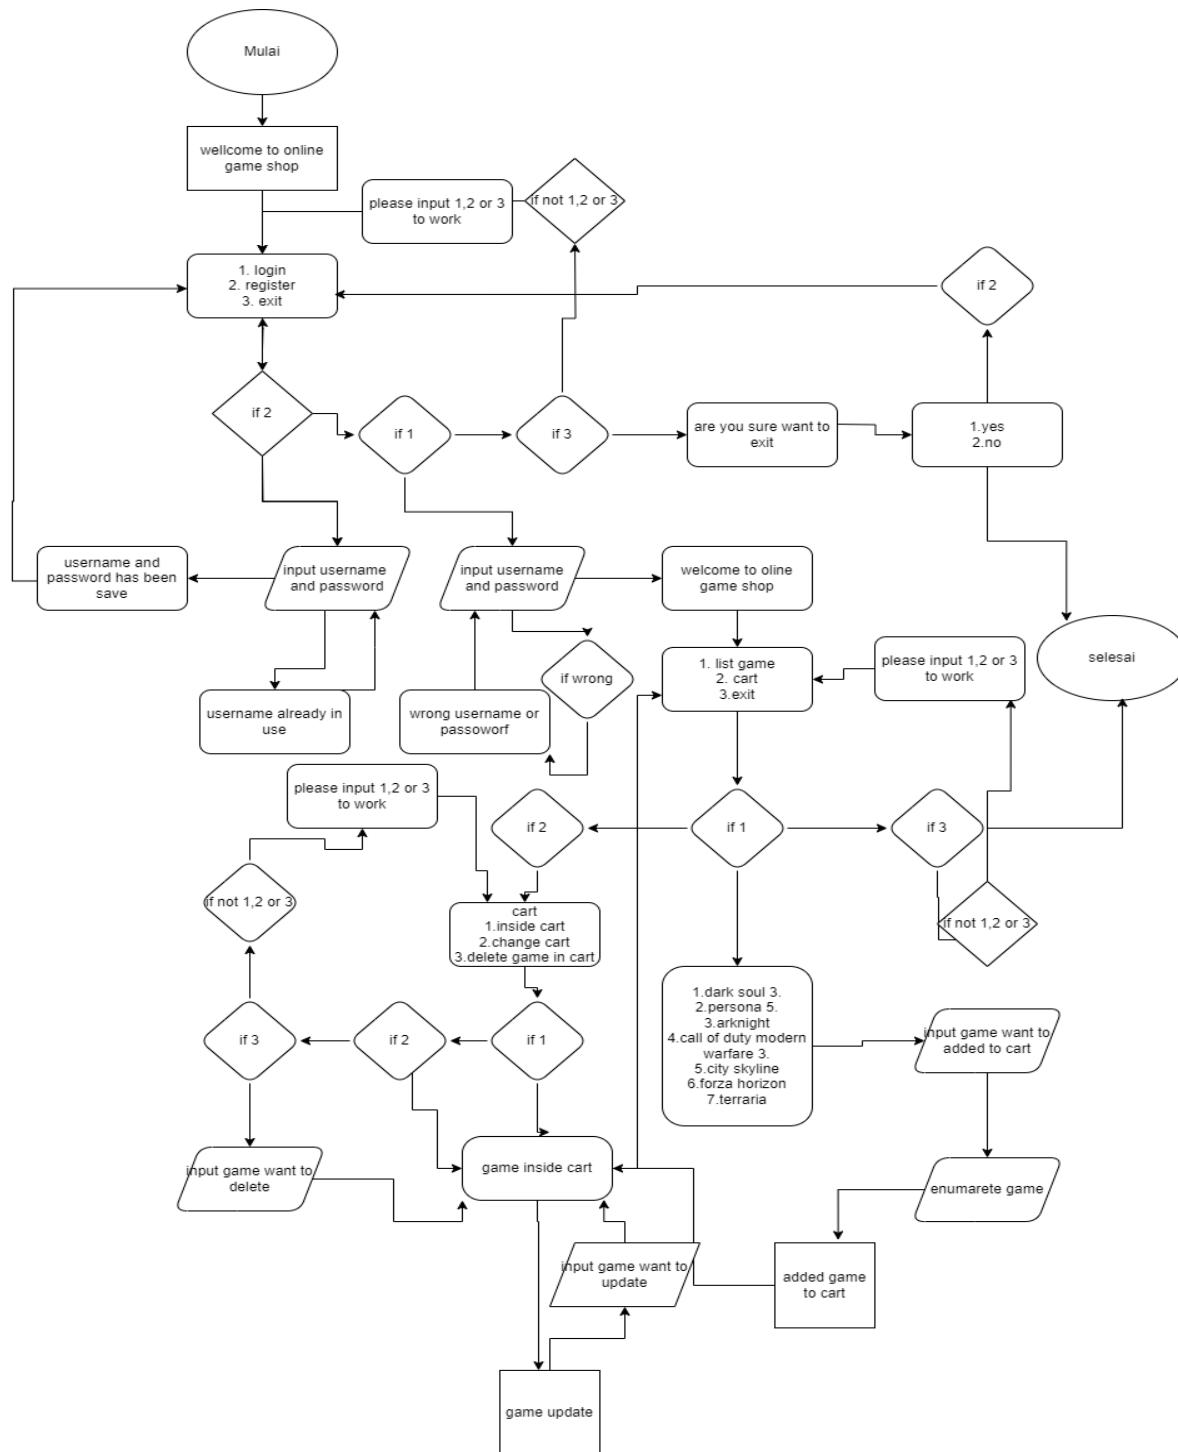 Mulai
wellcome to online
game shop
please input 1,2 or 3
to work
if not 1,2 or 3
1. login
2. register
3. exit
if 2
if 2
if 1
if 3
are you sure want to
exit
1.yes
2.no
username and
password has been
save
input username
and password
input username
and password
welcome to oline
game shop
username already in
use
wrong username or
passoworf
if wrong
1. list game
2. cart
3.exit
please input 1,2 or 3
to work
selesai
please input 1,2 or 3
to work
if 2
if 1
if 3
if not 1,2 or 3
cart
1.inside cart
2.change cart
3.delete game in cart
if not 1,2 or 3
if 3
if 2
if 1
1.dark soul 3.
2.persona 5.
3.arknight
4.call of duty modern
warfare 3.
5.city skyline
6.forza horizon
7.terraria
input game want to
added to cart
input game want to
delete
game inside cart
enumarete game
input game want to
update
added game
to cart
game update